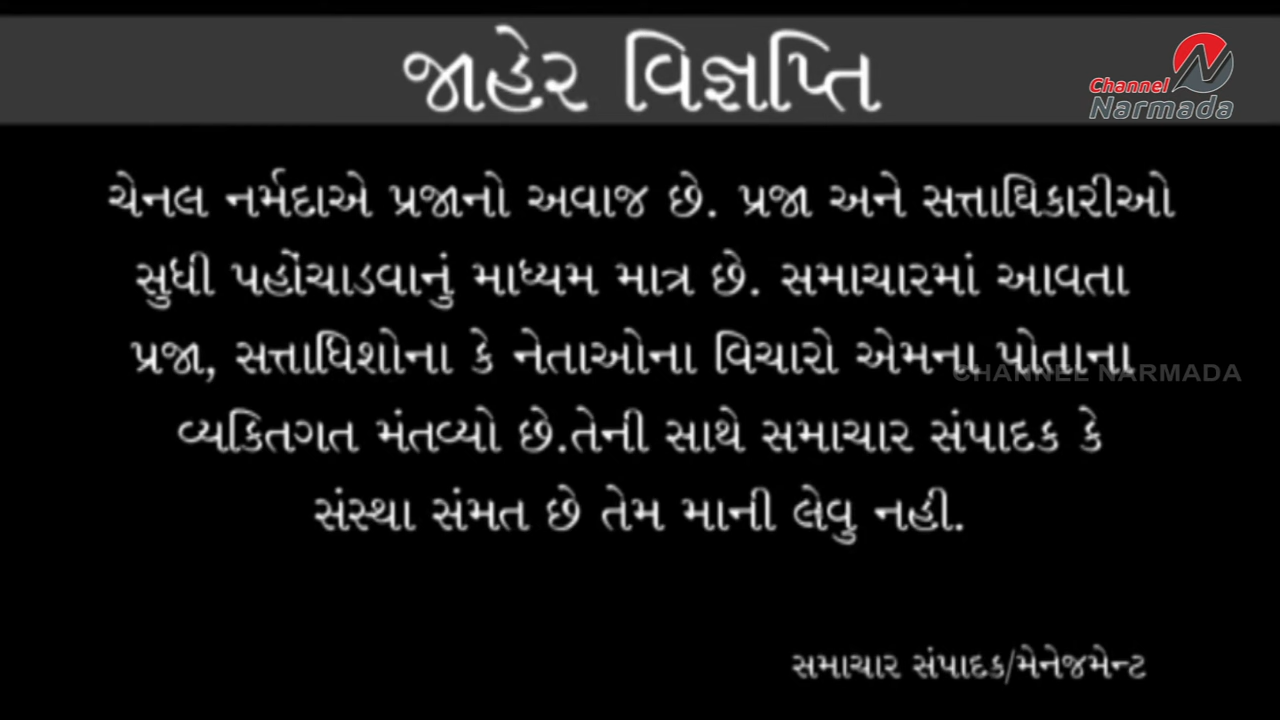 જાહેર વિજ્ઞપ્તિ
Channel
Narmada
ચેનલ નર્મદાએ પ્રજાનો અવાજ છે. પ્રજા અને સત્તાધિકારીઓ
સુધી પહોંચાડવાનું માધ્યમ માત્ર છે. સમાચારમાં આવતા
પ્રજા, સત્તાધિશોના કે નેતાઓના વિચારો એમના પોતાના
CHANNEL NARMADA
વ્યકિતગત મંતવ્યો છે.તેની સાથે સમાચાર સંપાદક કે
સંસ્થા સંમત છે તેમ માની લેવુ નહી.
સમાચાર સંપાદક/મેનેજમેન્ટ